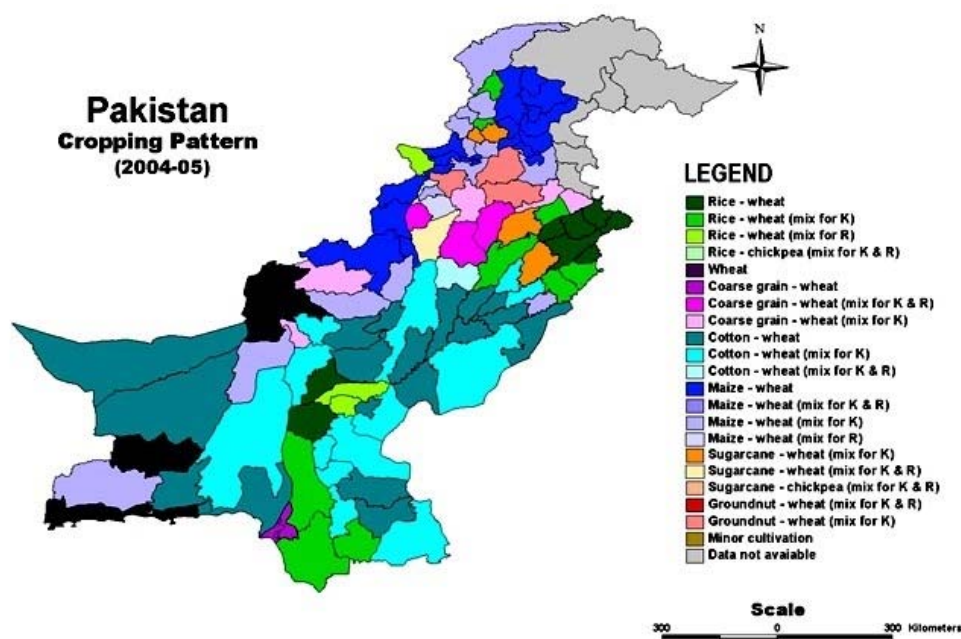 Pakistan
Cropping Pattern
(2004-05)
N
LEGEND
Rice - wheat
Rice - wheat (mix for K)
Rice - wheat (mix for R)
Rice - chickpea (mix for K & R)
Wheat
Coarse grain - wheat
Coarse grain - wheat (mix for K & R)
Coarse grain - wheat (mix for K)
Cotton - wheat
Cotton - wheat (mix for K)
Cotton - wheat (mix for K & R)
Maize - wheat
Maize - wheat (mix for K & R)
Maize - wheat (mix for K)
Maize - wheat (mix for R)
Sugarcane - wheat (mix for K)
Sugarcane - wheat (mix for K & R)
Sugarcane - chickpea (mix for K & R)
Groundnut - wheat (mix for K & R)
Groundnut - wheat (mix for K)
Minor cultivation
Data not avaiable
Scale
300 0 300 Kilometers